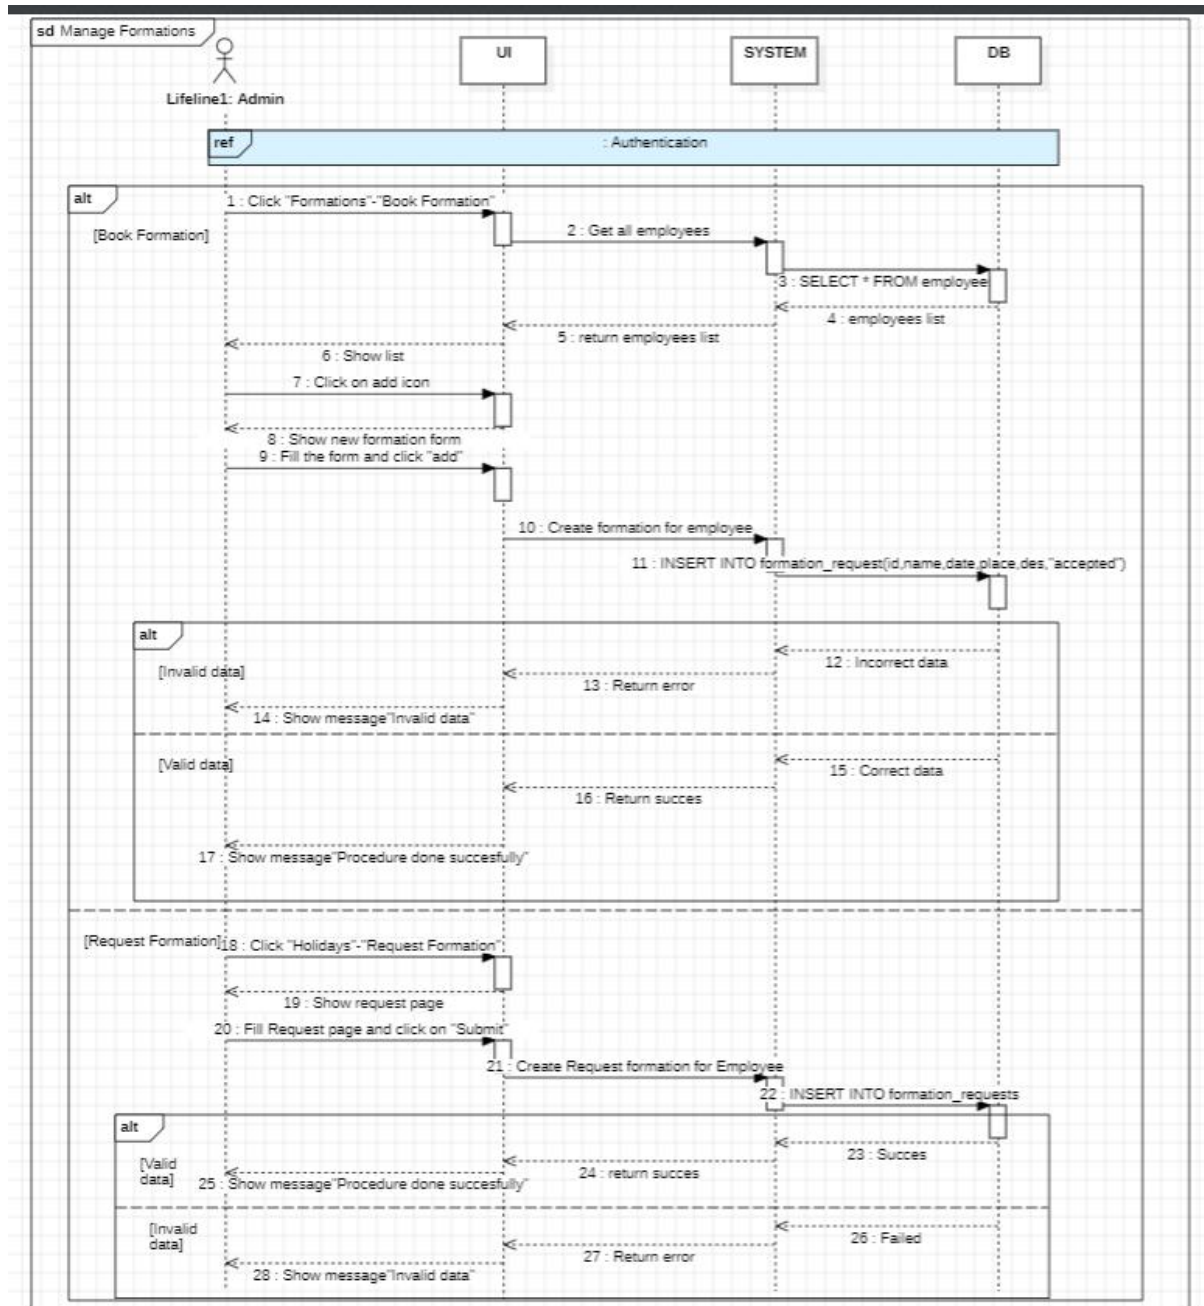 sd Manage Formations
UI
SYSTEM
DB
Lifeline1: Admin
ref
: Authentication
alt
1 : Click "Formations"-"Book Formation"
[Book Formation]
2 : Get all employees
3 : SELECT * FROM employee
4 : employees list
5 : return employees list
6 : Show list
7 : Click on add icon
8 : Show new formation form
9 : Fill the form and click "add"
10 : Create formation for employee
11 : INSERT INTO formation_request(id,name,date,place,des,"accepted")
alt
[Invalid data]
12 : Incorrect data
13 : Return error
14 : Show message"Invalid data"
[Valid data]
15 : Correct data
16 : Return succes
17 : Show message"Procedure done succesfully"
[Request Formation]
18 : Click "Holidays"-"Request Formation"
19 : Show request page
20 : Fill Request page and click on "Submit"
21 : Create Request formation for Employee
22 : INSERT INTO formation_requests
alt
[Valid
data]
23 : Succes
24 : return succes
25 : Show message"Procedure done succesfully"
[Invalid
data]
26 : Failed
27 : Return error
28 : Show message"Invalid data"